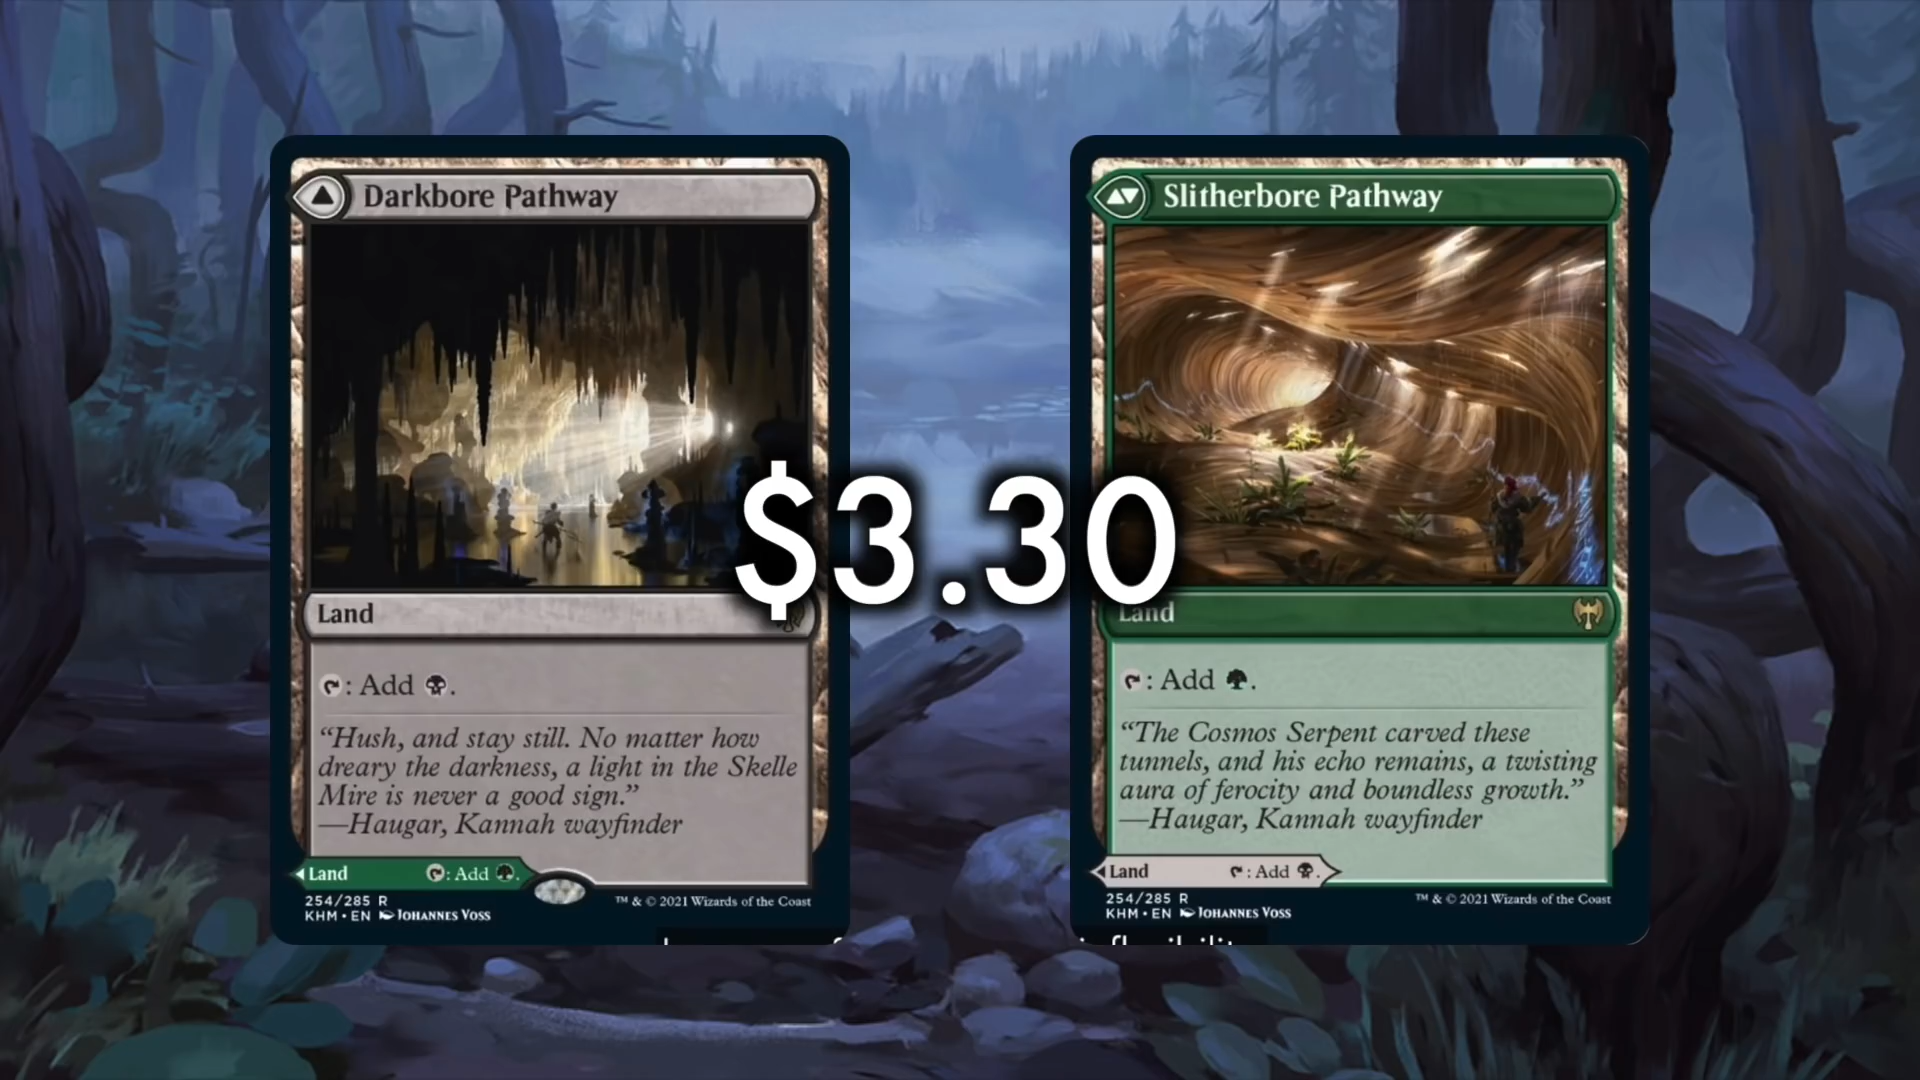 Darkbore Pathway
Land
: Add .
“Hush, and stay still. No matter how
dreary the darkness, a light in the Skelle
Mire is never a good sign.”
—Haugar, Kannah wayfinder
Land : Add .
254/285 R
KHM • EN Johannes Voss
™ & © 2021 Wizards of the Coast
$3.30
Slitherbore Pathway
Land
: Add .
“The Cosmos Serpent carved these
tunnels, and his echo remains, a twisting
aura of ferocity and boundless growth.”
—Haugar, Kannah wayfinder
Land : Add .
254/285 R
KHM • EN Johannes Voss
™ & © 2021 Wizards of the Coast